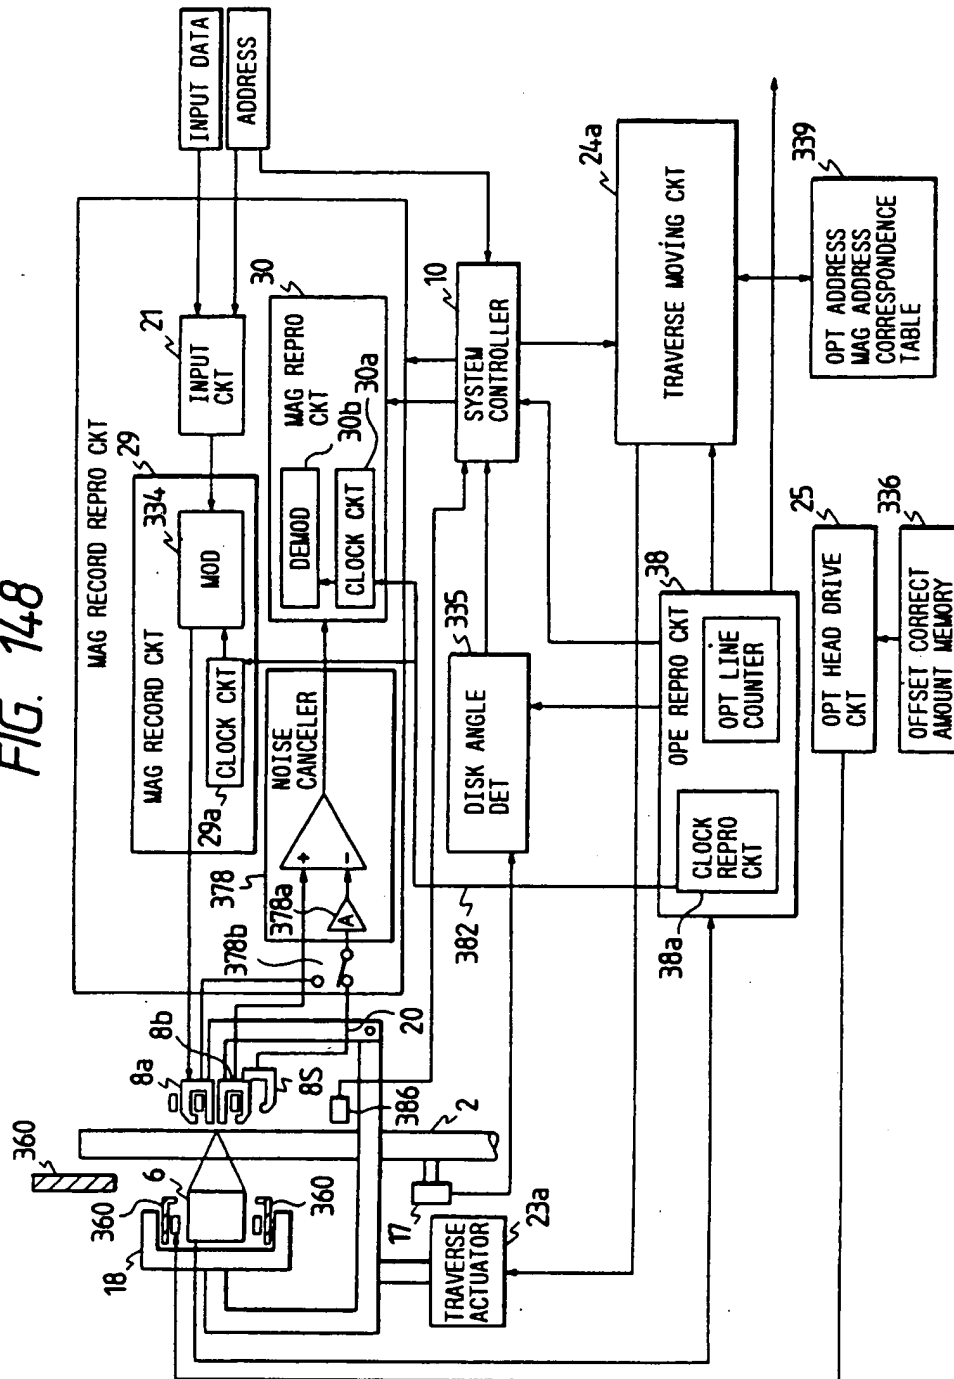 FIG. 148
INPUT DATA
ADDRESS
MAG RECORD REPRO CKT
21
INPUT
CKT
MAG RECORD CKT
29
334
MOD
CLOCK CKT
29a
30
MAG REPRO
CKT
30b
30a
DEMOD
CLOCK CKT
NOISE
CANCELER
+
−
A
378
378a
378b
10
SYSTEM
CONTROLLER
24a
TRAVERSE MOVING CKT
339
OPT ADDRESS
MAG ADDRESS
CORRESPONDENCE
TABLE
335
DISK ANGLE
DET
382
38
OPE REPRO CKT
OPT LINE
COUNTER
CLOCK
REPRO
CKT
38a
25
OPT HEAD DRIVE
CKT
336
OFFSET CORRECT
AMOUNT MEMORY
8a
8b
8S
20
386
2
360
6
360
360
18
17
23a
TRAVERSE
ACTUATOR